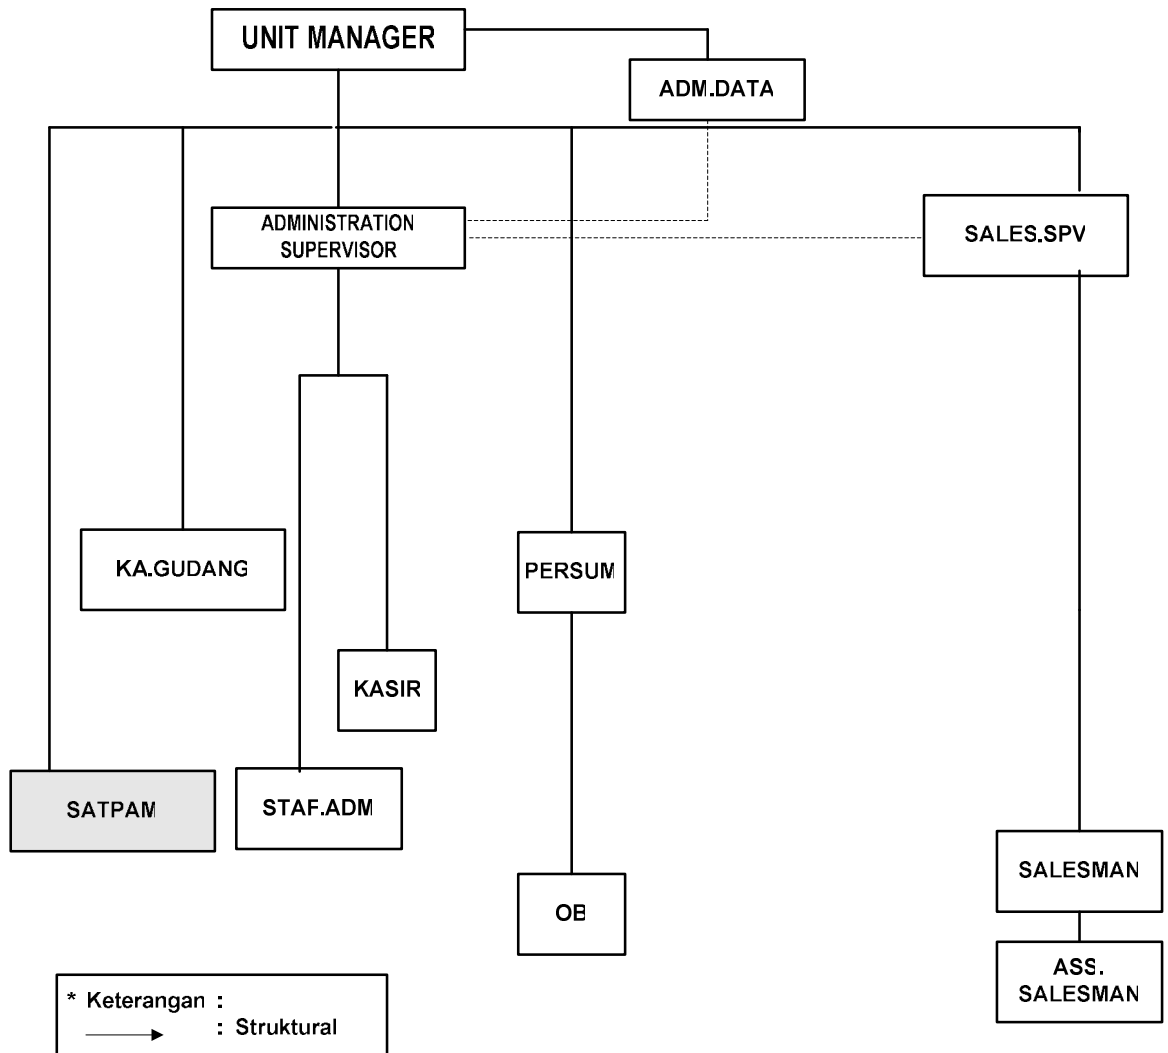 UNIT MANAGER
ADM.DATA
ADMINISTRATION
SUPERVISOR
SALES.SPV
KA.GUDANG
PERSUM
KASIR
SATPAM
STAF.ADM
SALESMAN
OB
ASS.
SALESMAN
* Keterangan :
: Struktural